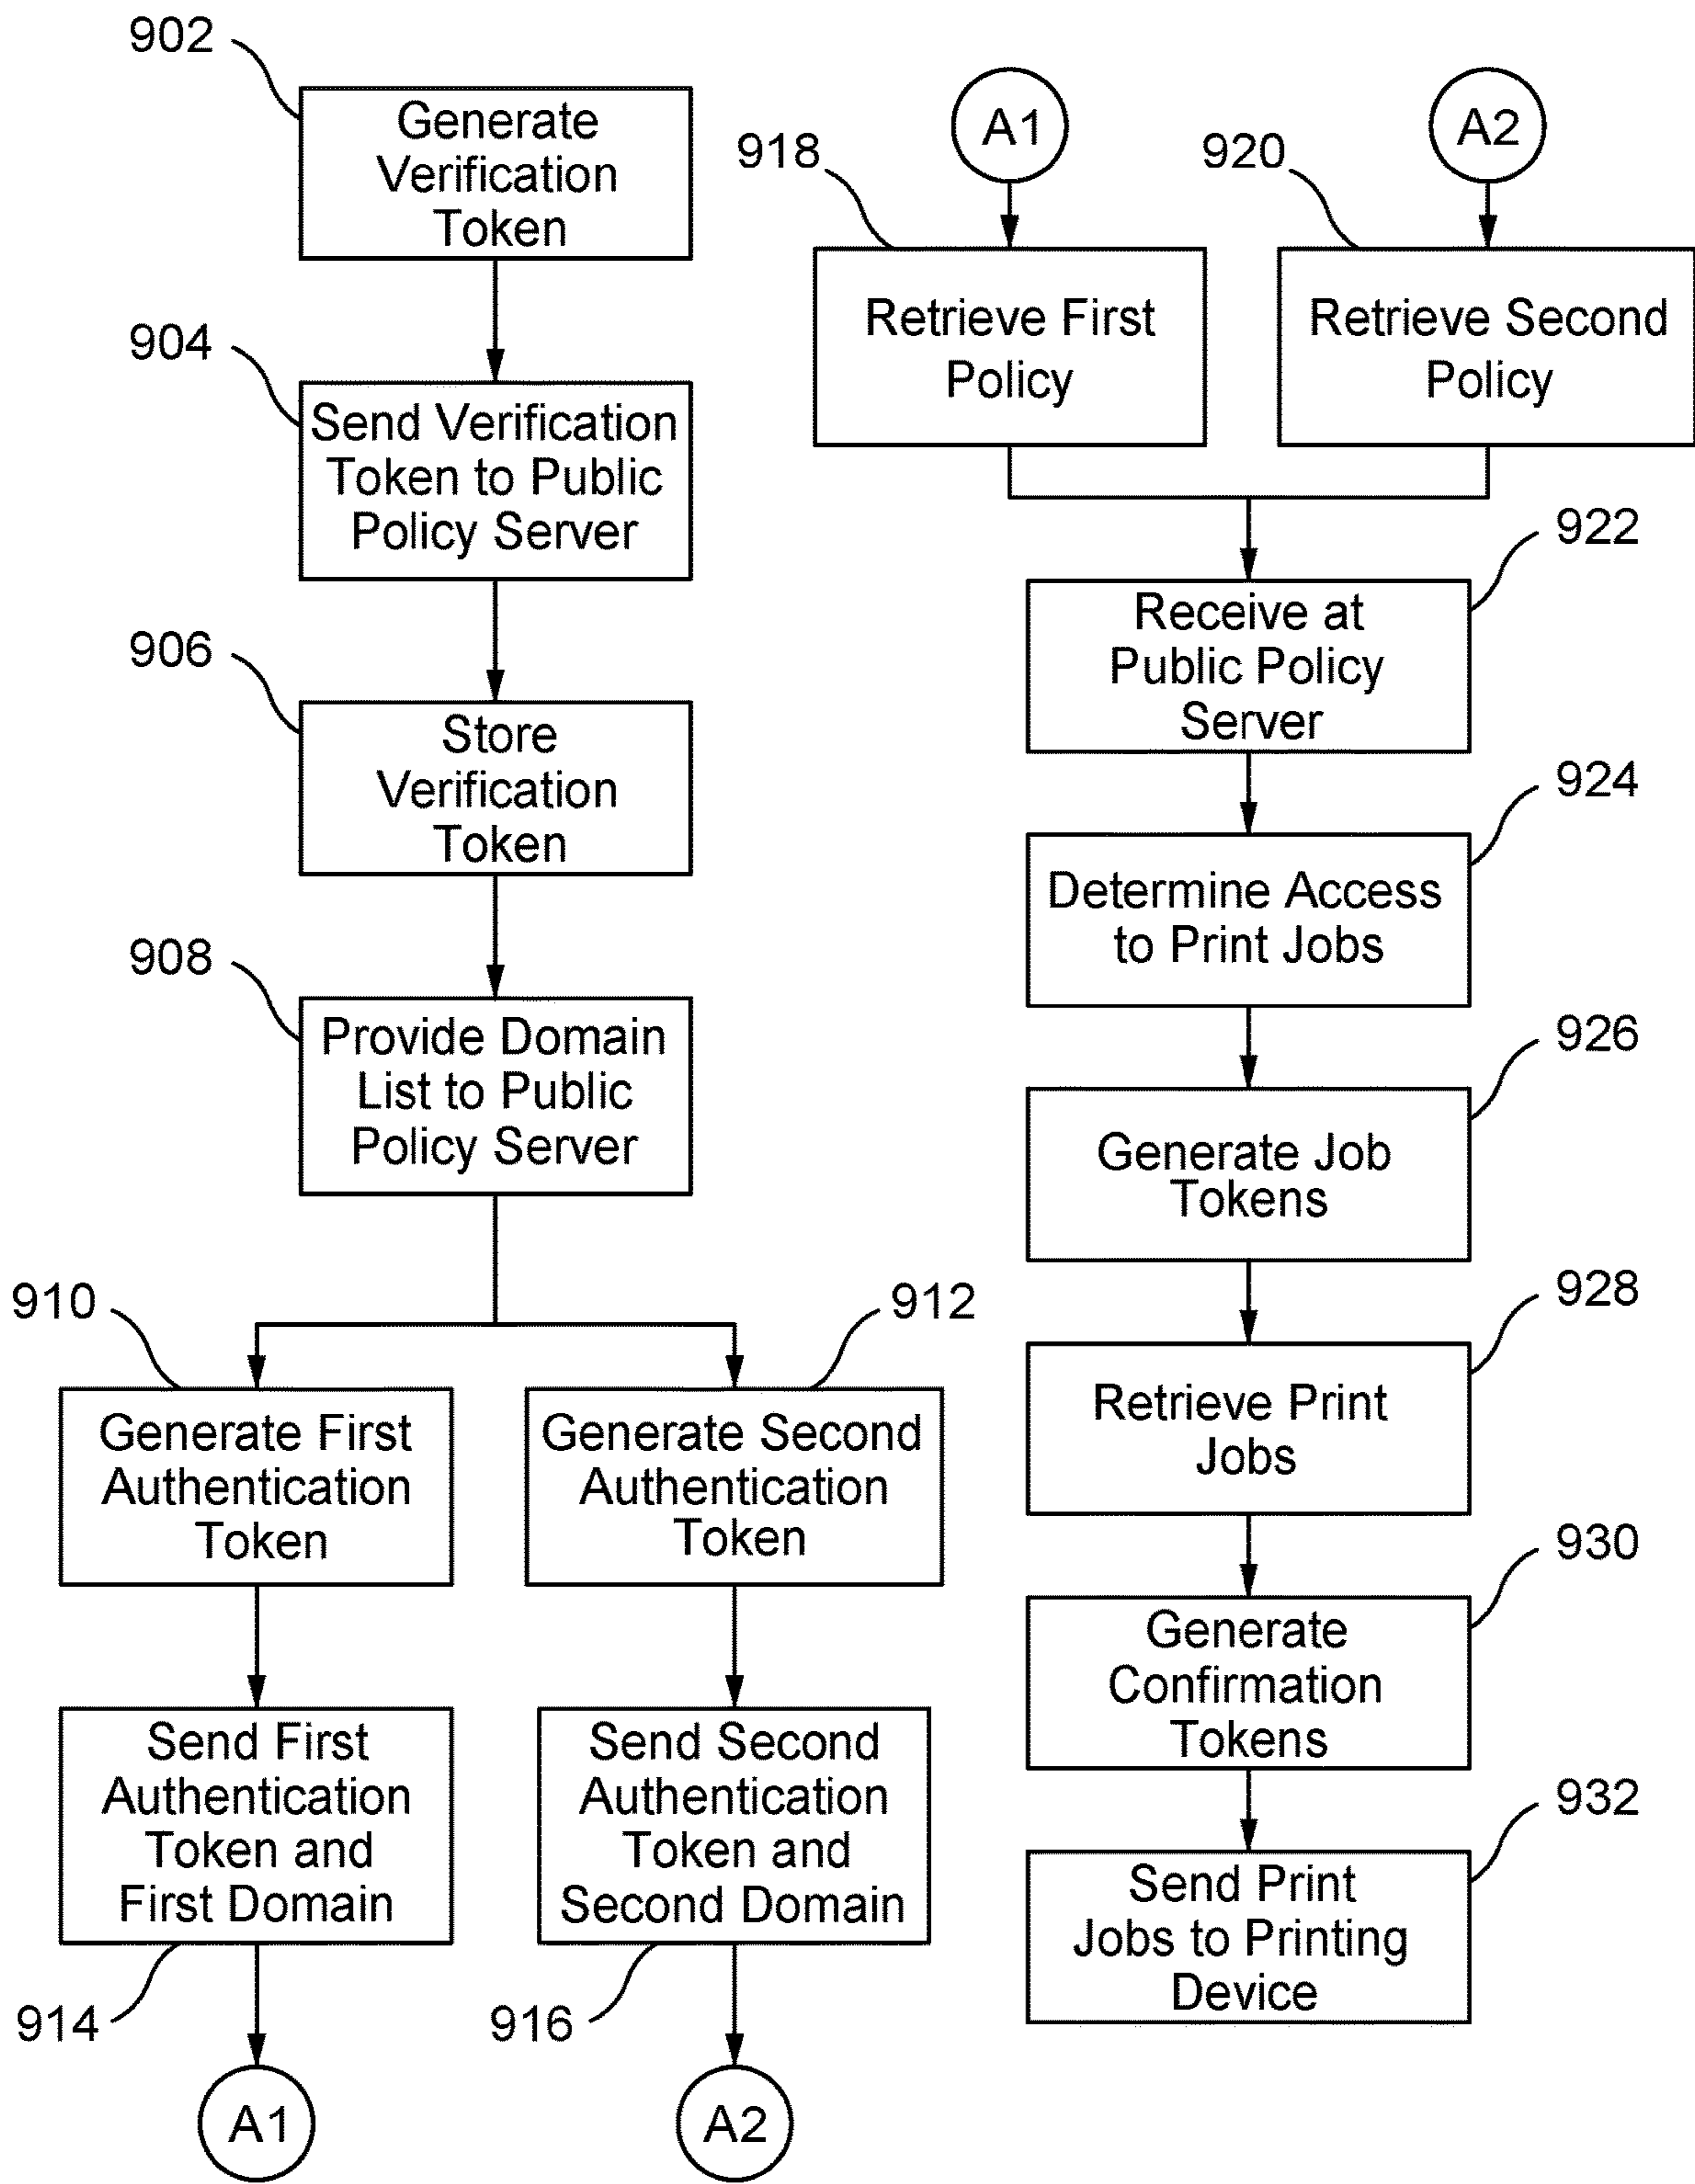 902
Generate
Verification
Token
904
Send Verification
Token to Public
Policy Server
906
Store
Verification
Token
908
Provide Domain
List to Public
Policy Server
910
Generate First
Authentication
Token
912
Generate Second
Authentication
Token
Send First
Authentication
Token and
First Domain
914
Send Second
Authentication
Token and
Second Domain
916
A1
A2
A1
918
Retrieve First
Policy
A2
920
Retrieve Second
Policy
922
Receive at
Public Policy
Server
924
Determine Access
to Print Jobs
926
Generate Job
Tokens
928
Retrieve Print
Jobs
930
Generate
Confirmation
Tokens
932
Send Print
Jobs to Printing
Device